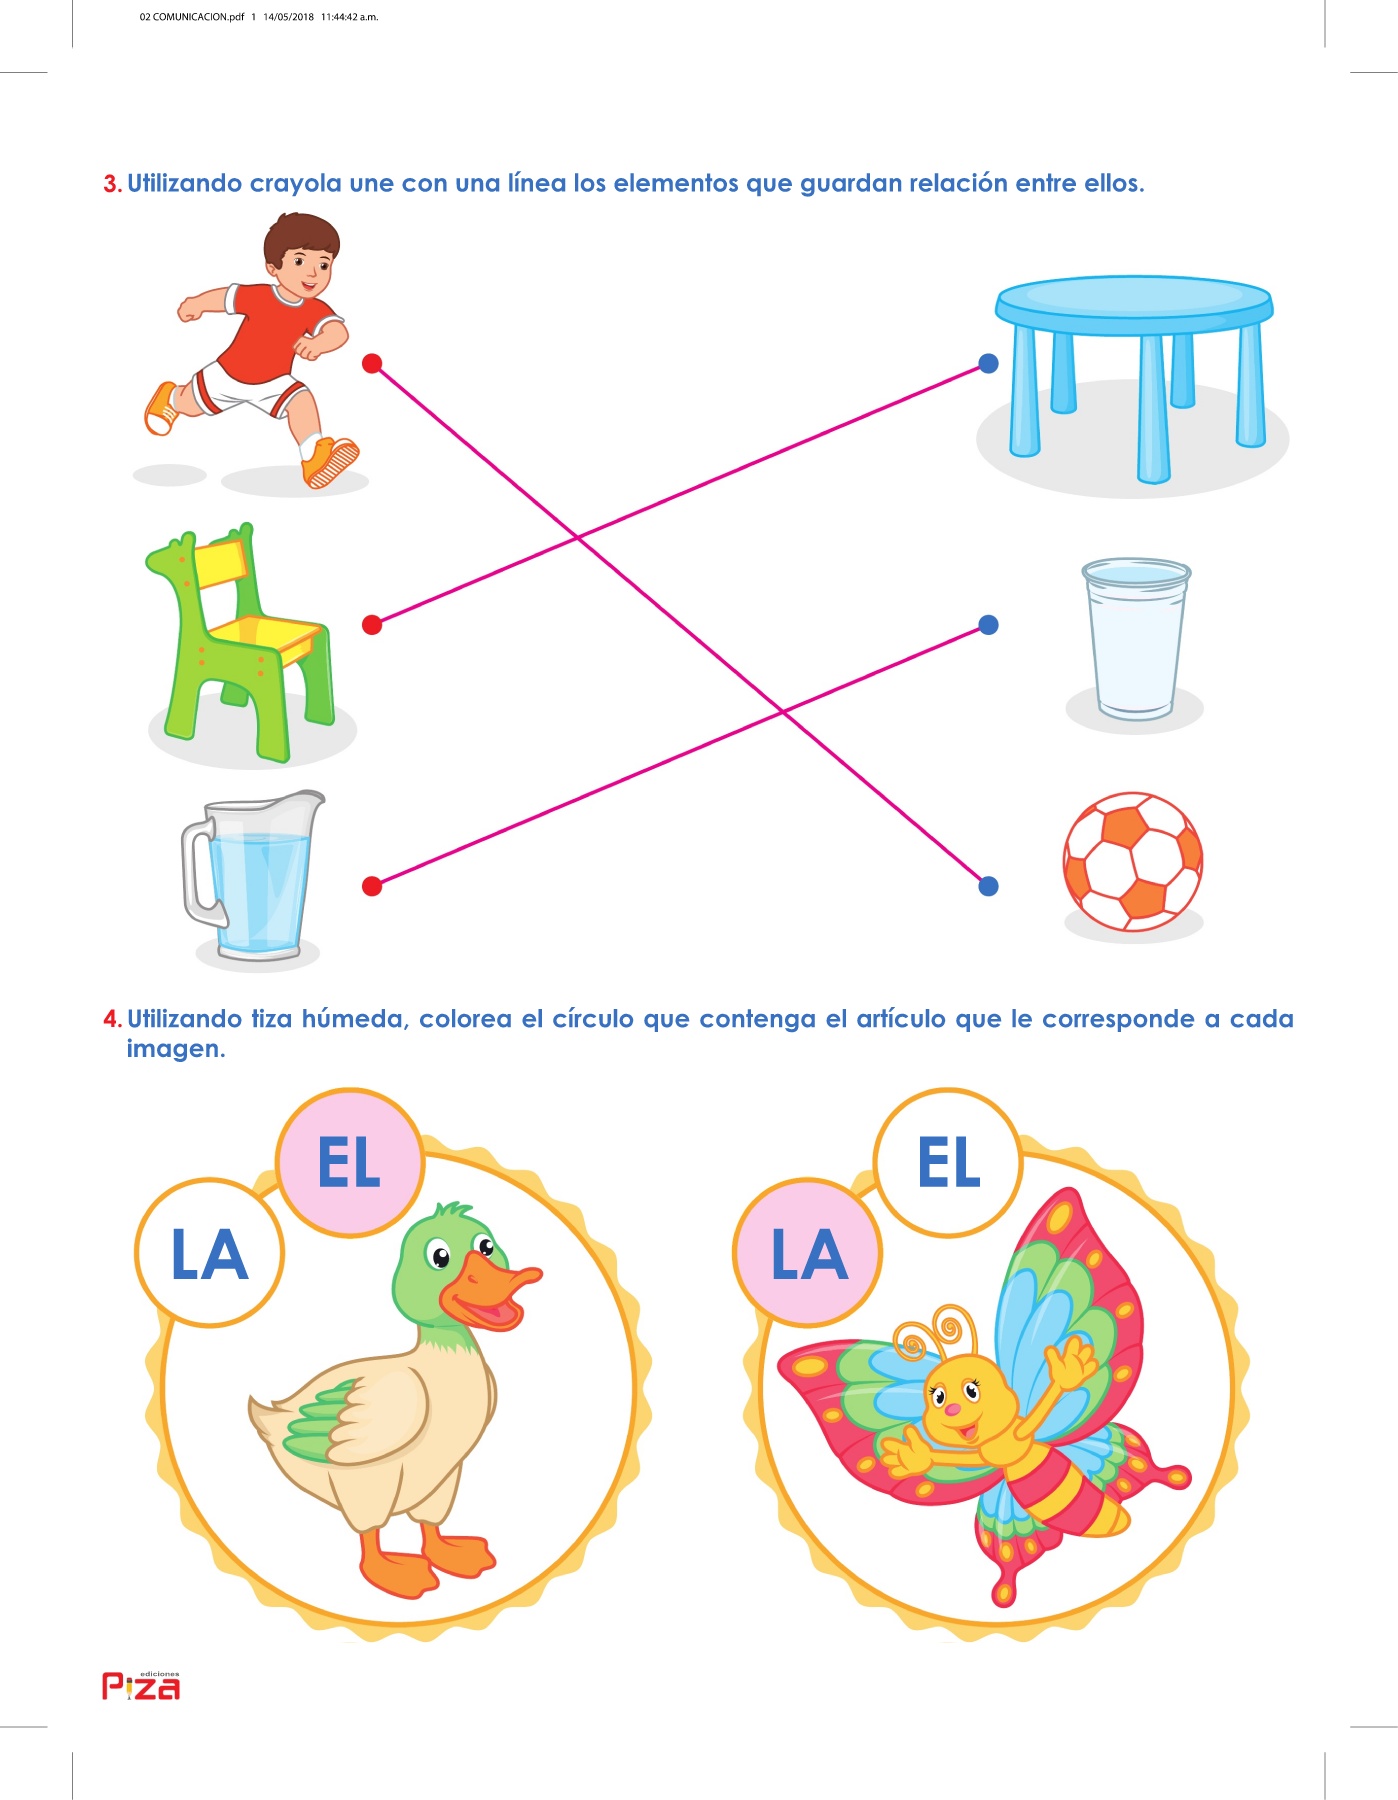 02 COMUNICACION.pdf 1 14/05/2018 11:44:42 a.m.
3. Utilizando crayola une con una línea los elementos que guardan relación entre ellos.
4. Utilizando tiza húmeda, colorea el círculo que contenga el artículo que le corresponde a cada
imagen.
EL
LA
EL
LA
ediciones
Piza